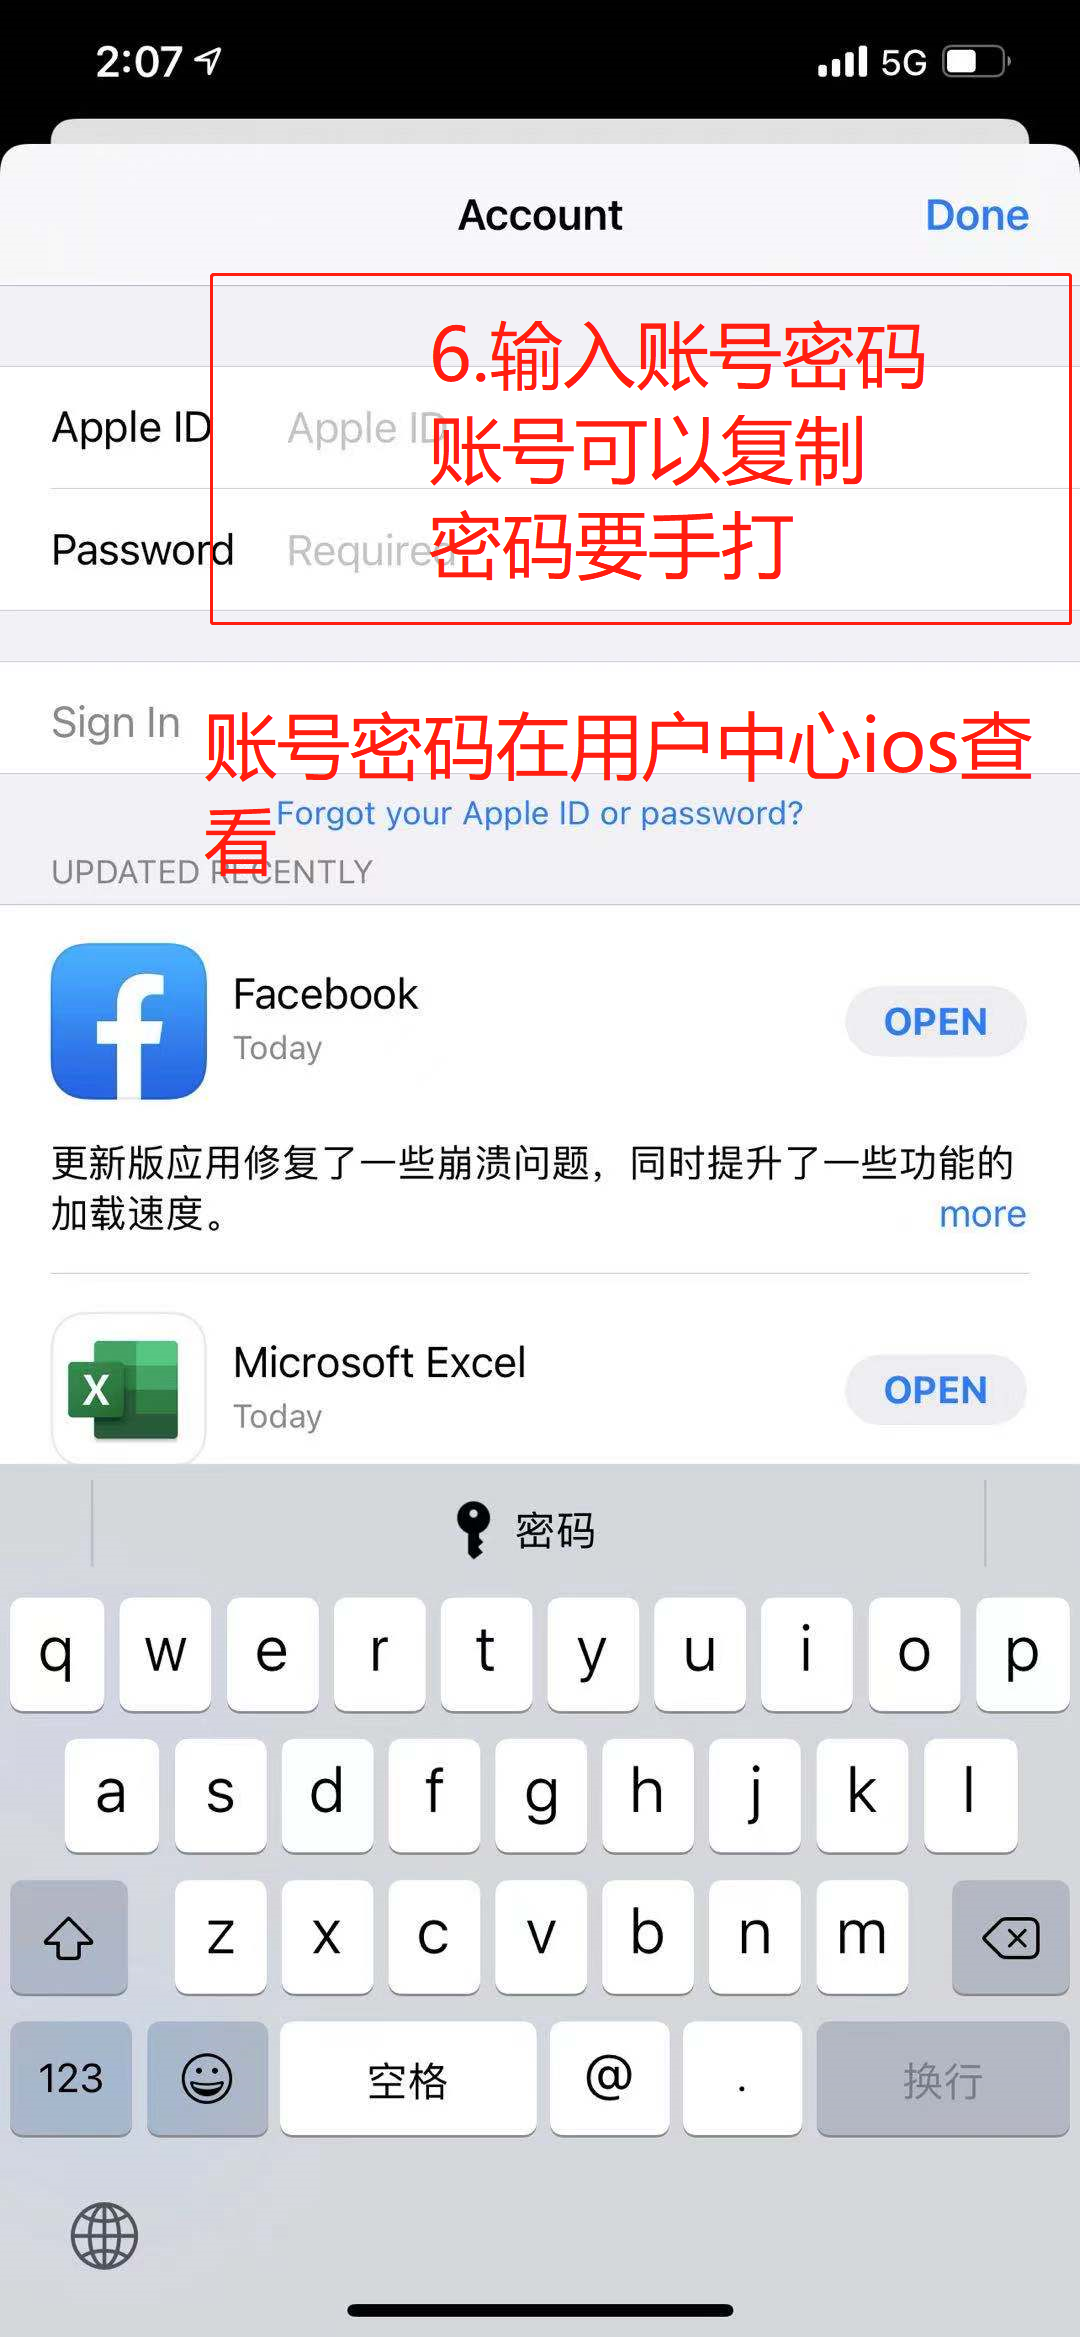 2:07
5G
Account
Done
6.输入账号密码
Apple ID
Apple ID
账号可以复制
Password
Required
密码要手打
Sign In
账号密码在用户中心ios查
看
Forgot your Apple ID or password?
UPDATED RECENTLY
Facebook
Today
OPEN
更新版应用修复了一些崩溃问题，同时提升了一些功能的
加载速度。
more
X
Microsoft Excel
Today
OPEN
密码
q w e r t y u i o p
a s d f g h j k l
z x c v b n m
123 空格 @ . 换行